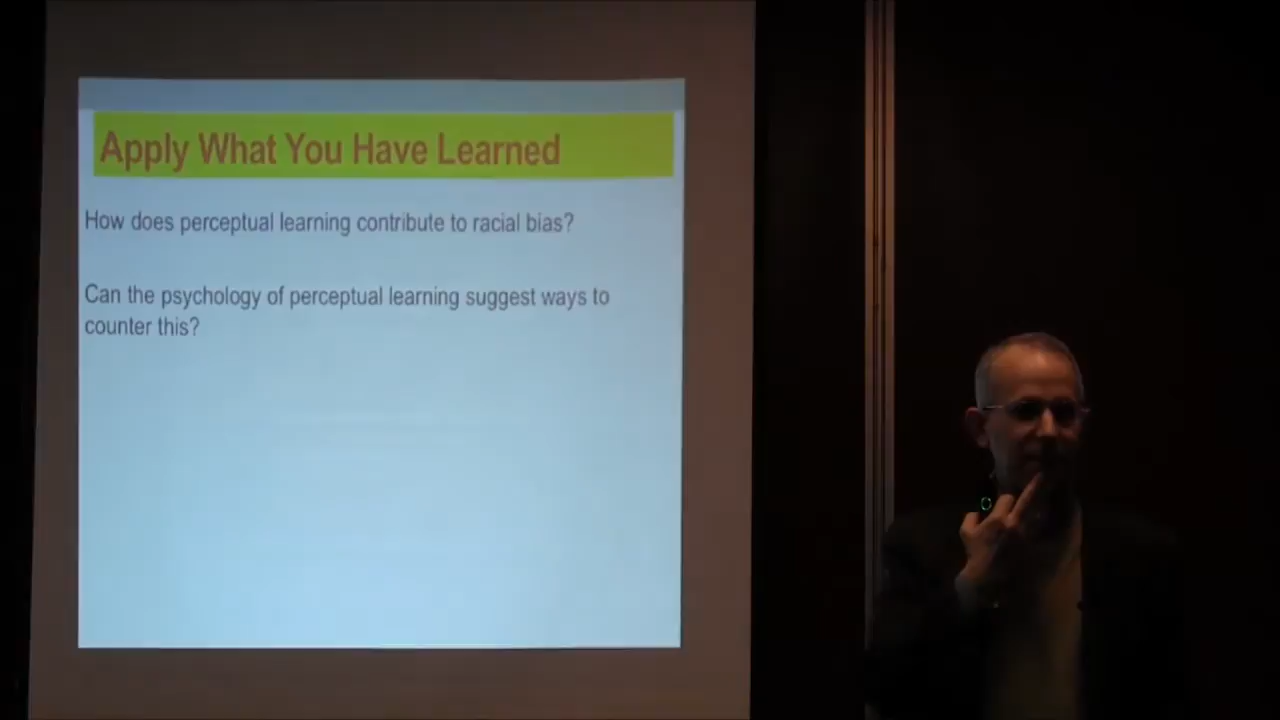 Apply What You Have Learned
How does perceptual learning contribute to racial bias?
Can the psychology of perceptual learning suggest ways to
counter this?